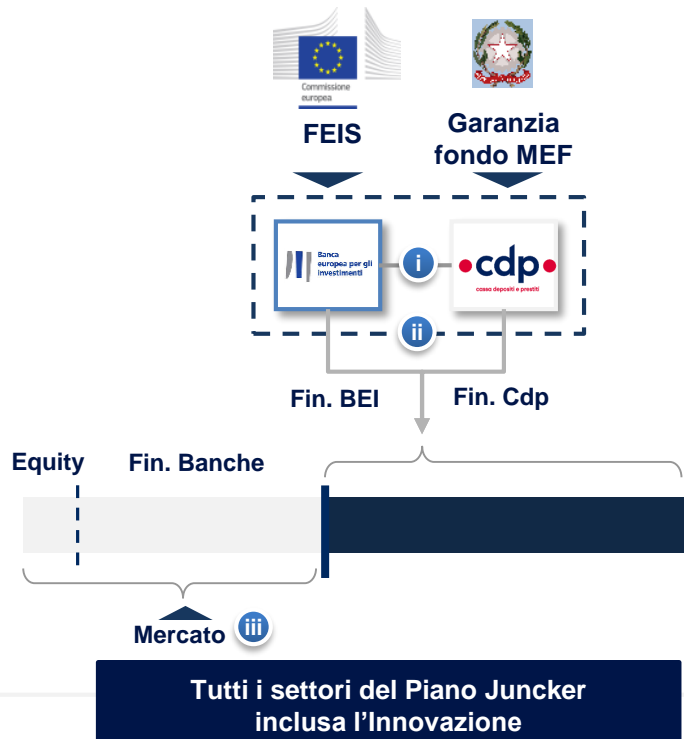 Commissione
europea
FEIS
Garanzia
fondo MEF
Banca
europea per gli
investimenti
i
cdp
cassa depositi e prestiti
ii
Fin. BEI
Fin. Cdp
Equity
Fin. Banche
Mercato
iii
Tutti i settori del Piano Juncker
inclusa l'Innovazione